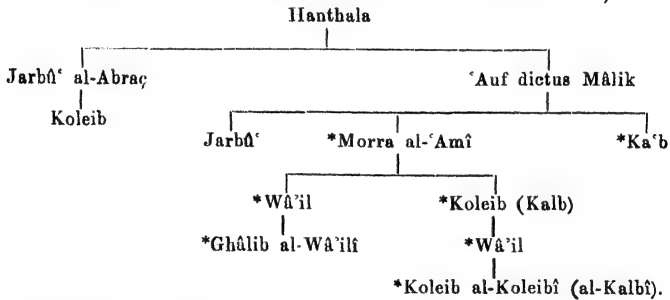 Hanthala
Jarbû‘ al-Abraç ‘Auf dictus Mâlik
Koleib
Jarbû‘ *Morra al-‘Amî *Ka‘b
*Wâ’il *Koleib (Kalb)
*Ghâlib al-Wâ’ilî *Wâ’il
*Koleib al-Koleibî (al-Kalbî).